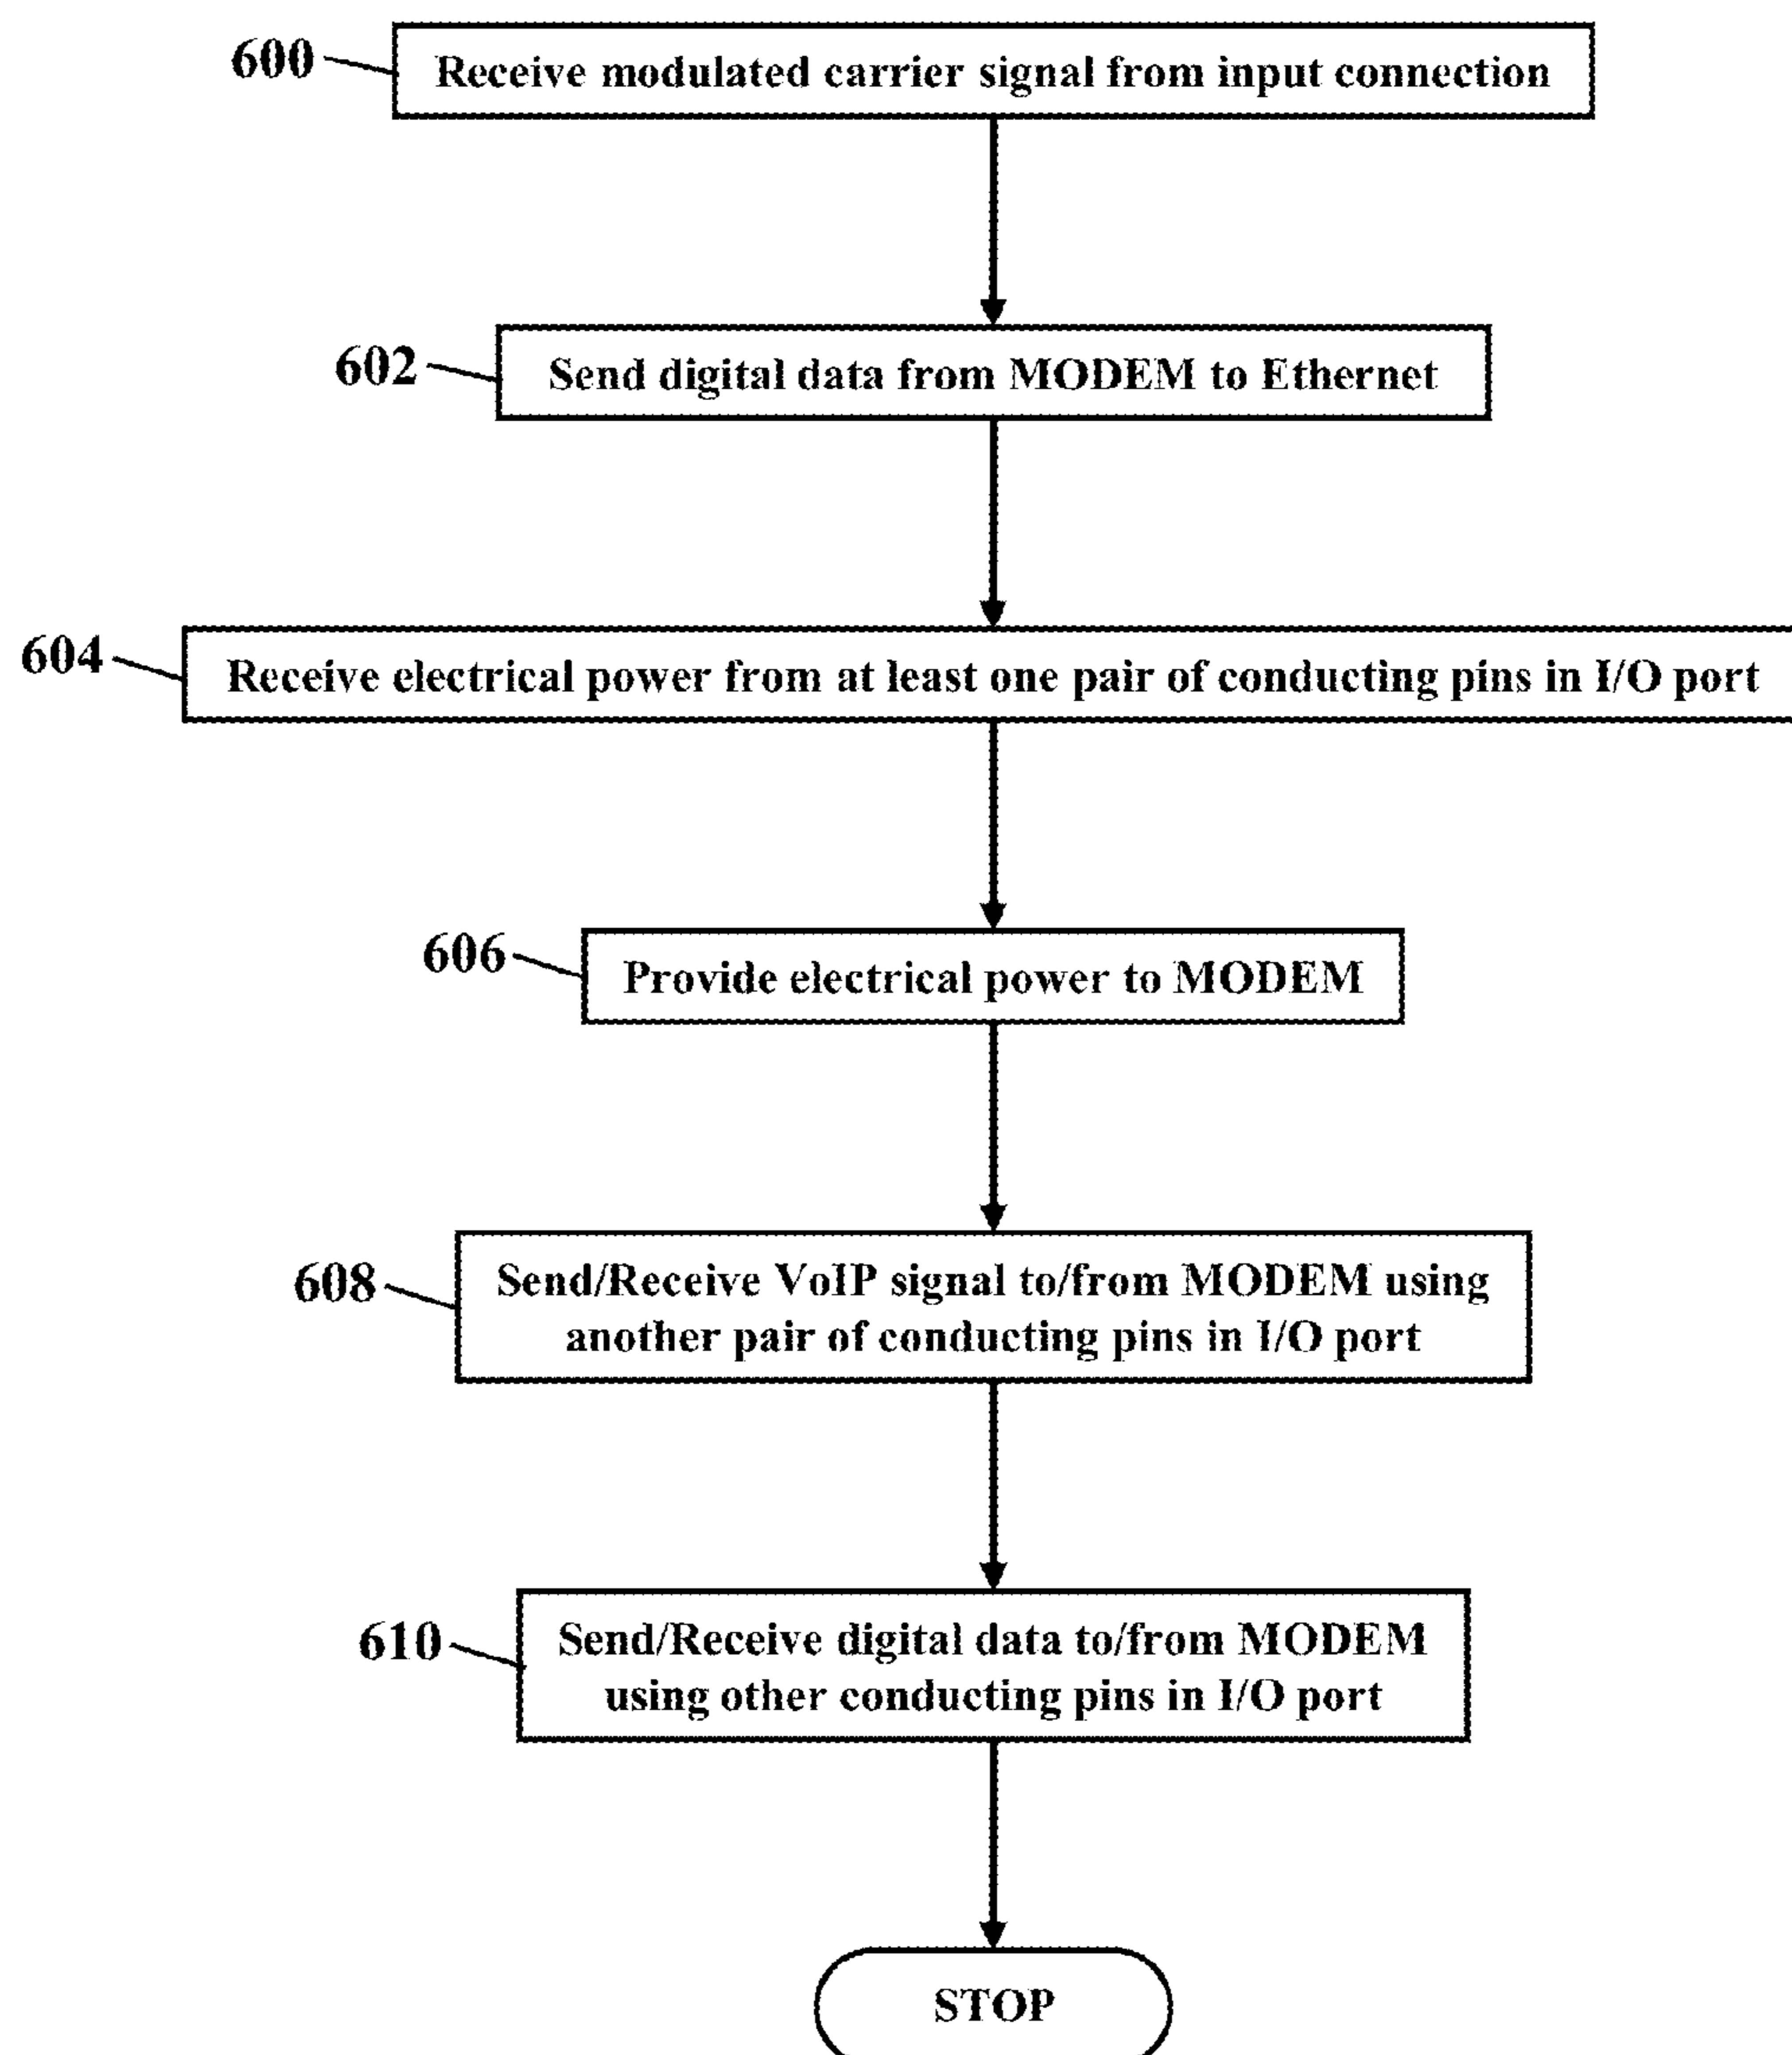 600
Receive modulated carrier signal from input connection
602
Send digital data from MODEM to Ethernet
604
Receive electrical power from at least one pair of conducting pins in I/O port
606
Provide electrical power to MODEM
608
Send/Receive VoIP signal to/from MODEM using
another pair of conducting pins in I/O port
610
Send/Receive digital data to/from MODEM
using other conducting pins in I/O port
STOP